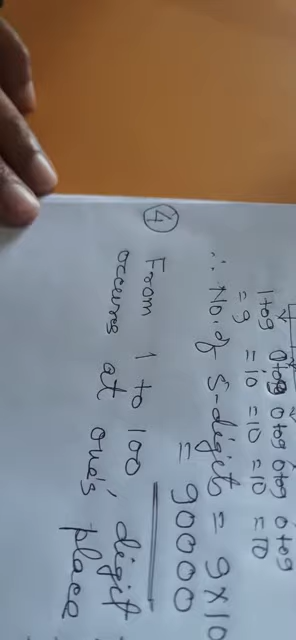 1 to 9 0 to 9 0 to 9 0 to 9 0 to 9
= 9 = 10 = 10 = 10 = 10
∴ No. of 5-digits = 9 x 10
= 90000
④ From 1 to 100, digit
occurs at one's place